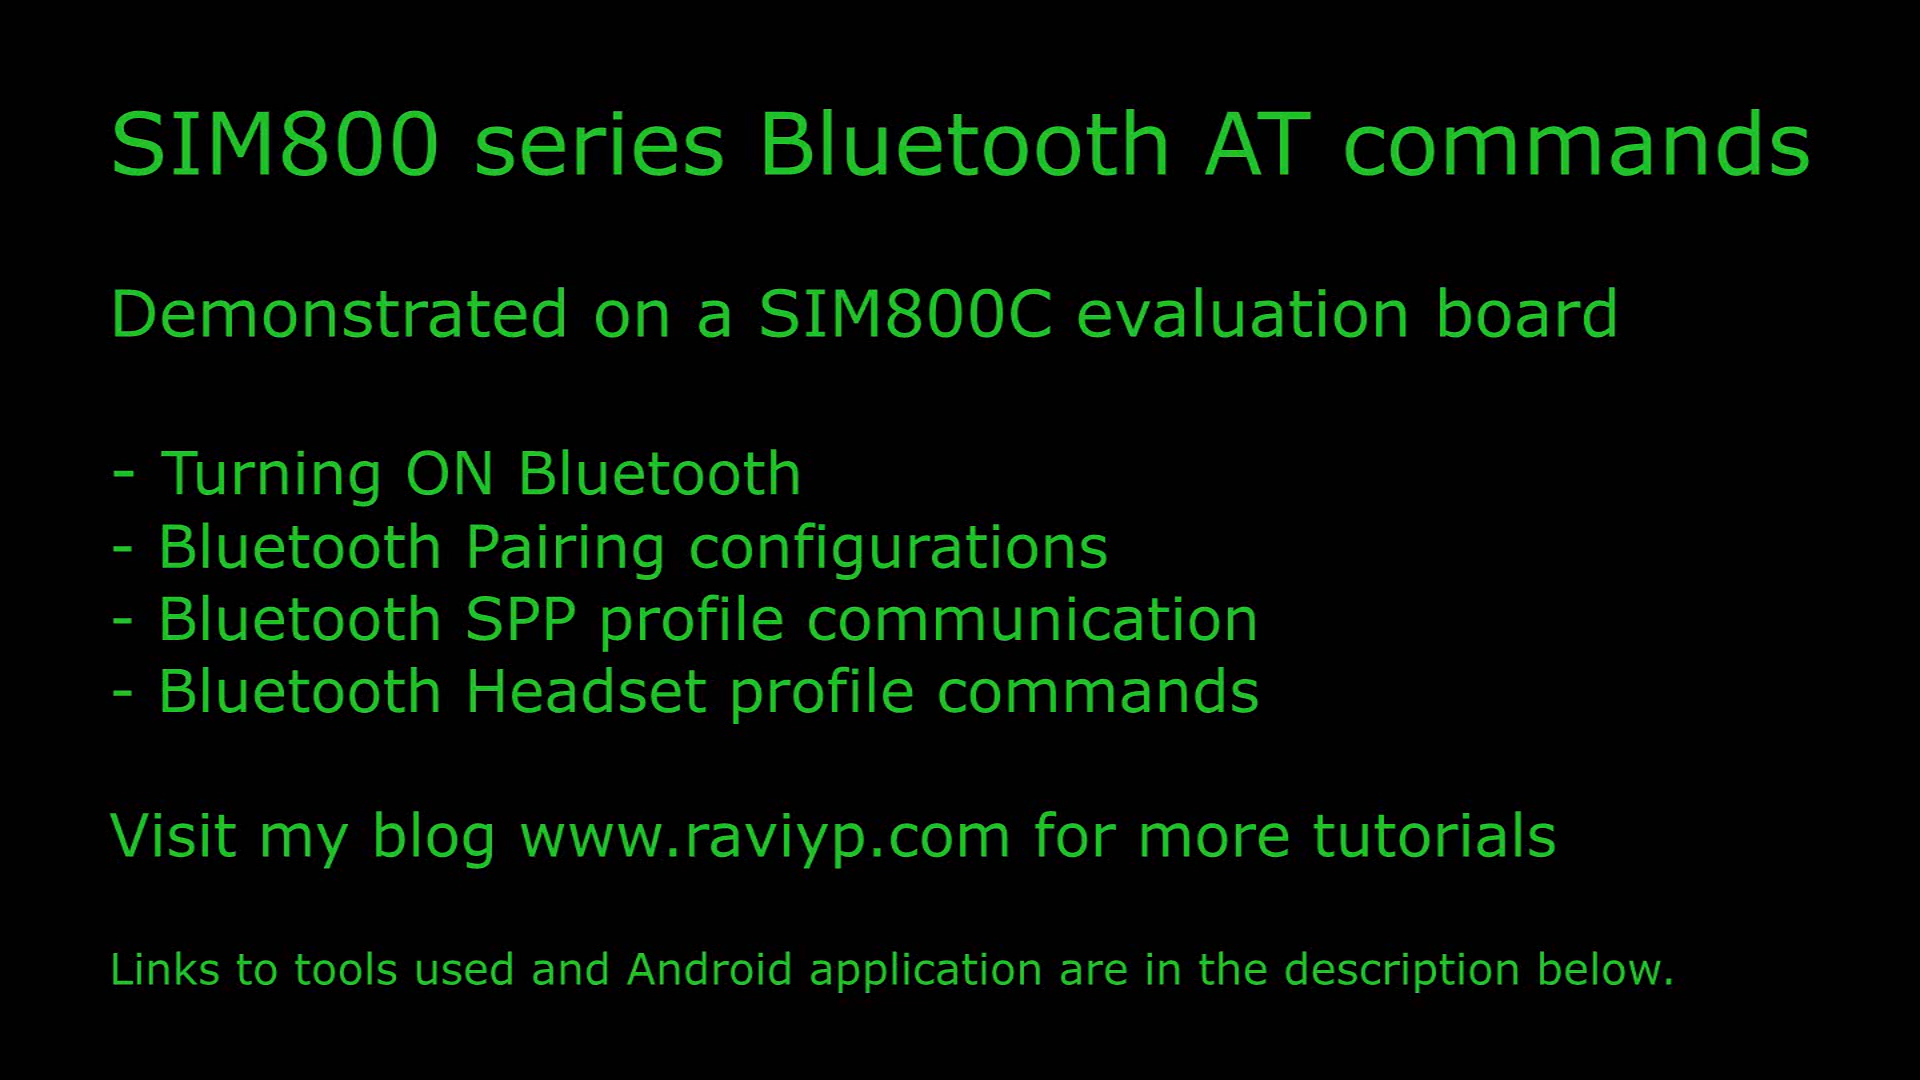 SIM800 series Bluetooth AT commands
Demonstrated on a SIM800C evaluation board
- Turning ON Bluetooth
- Bluetooth Pairing configurations
- Bluetooth SPP profile communication
- Bluetooth Headset profile commands
Visit my blog www.raviyp.com for more tutorials
Links to tools used and Android application are in the description below.